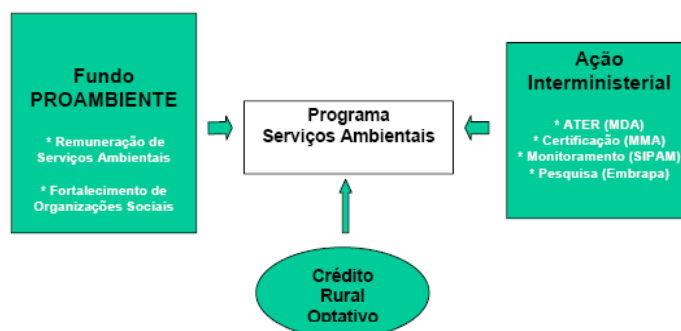 Fundo
PROAMBIENTE
* Remuneração de
Serviços Ambientais
* Fortalecimento de
Organizações Sociais
Programa
Serviços Ambientais
Ação
Interministerial
* ATER (MDA)
* Certificação (MMA)
* Monitoramento (SIPAM)
* Pesquisa (Embrapa)
Crédito
Rural
Optativo